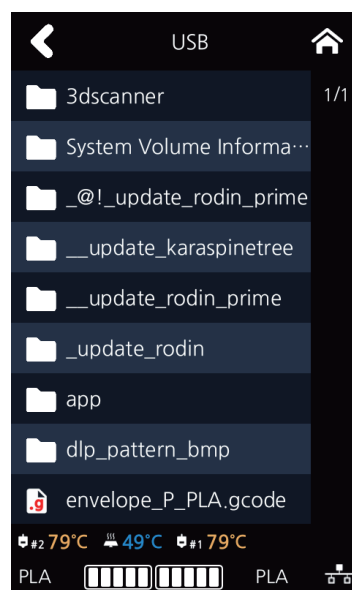 USB
3dscanner
1/1
System Volume Informa···
_@!_update_rodin_prime
__update_karaspinetree
__update_rodin_prime
_update_rodin
app
dlp_pattern_bmp
.g envelope_P_PLA.gcode
#2 79°C 49°C #1 79°C
PLA PLA